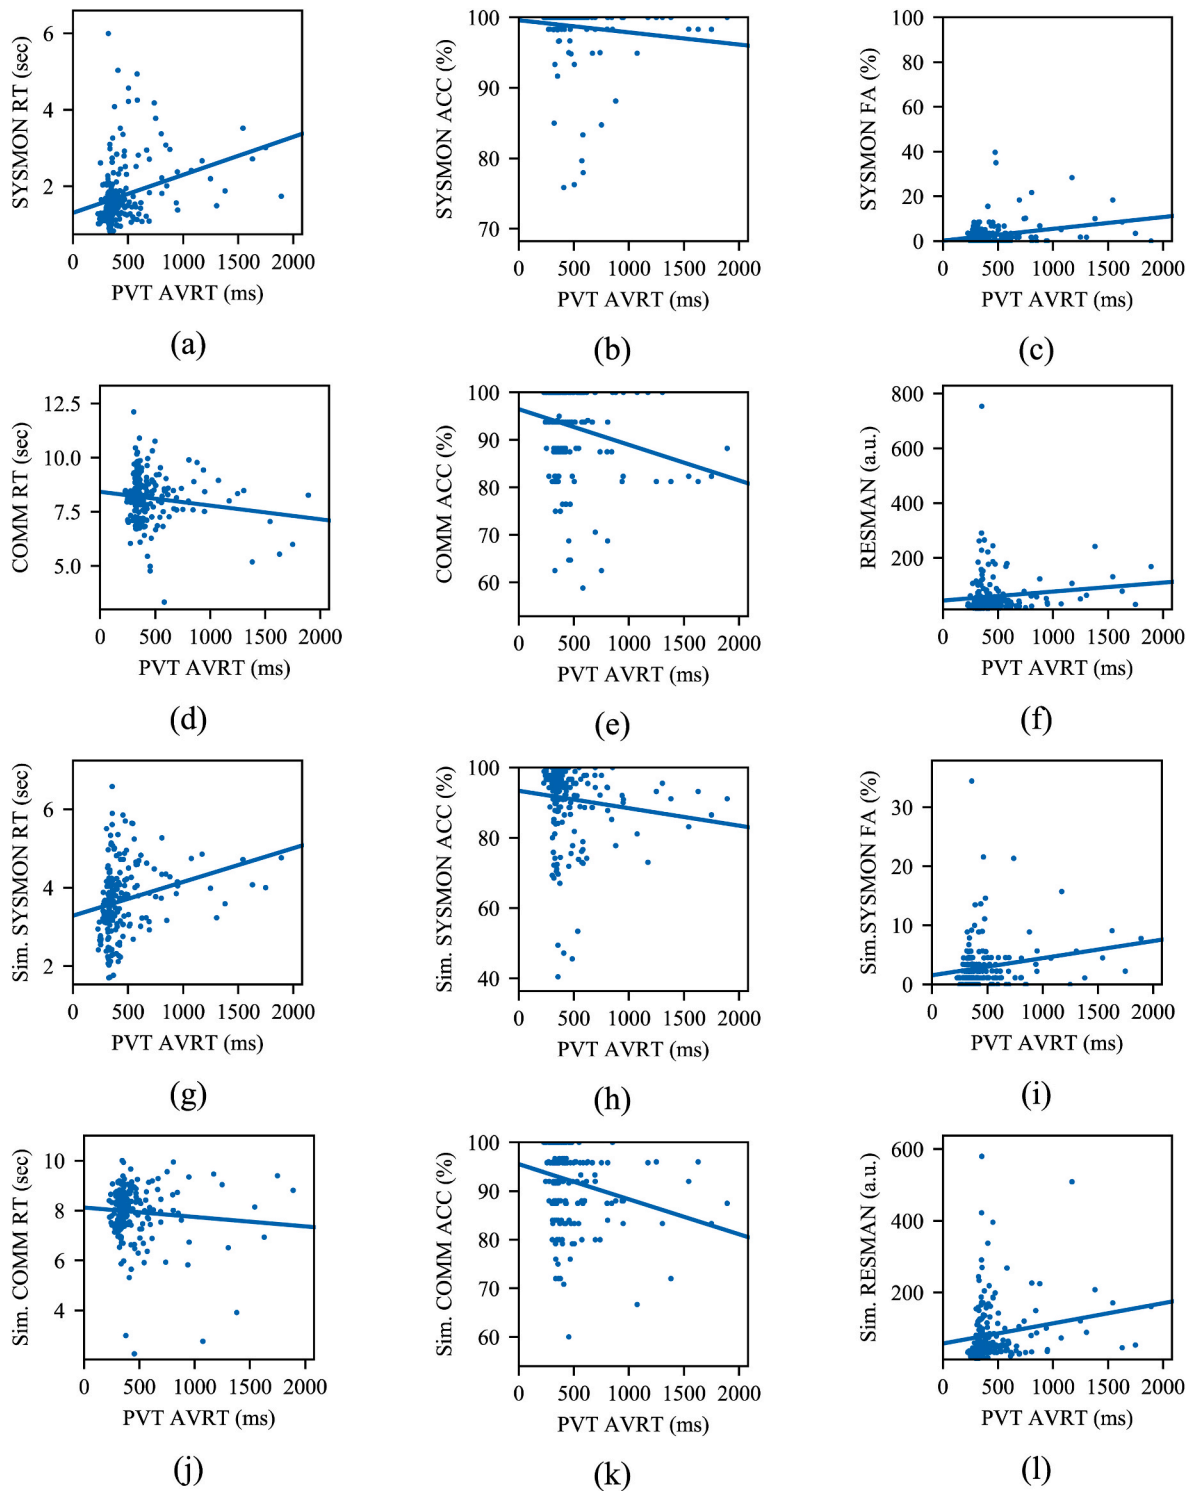 SYSMON RT (sec)
6
4
2
0 500 1000 1500 2000
PVT AVRT (ms)
(a)
SYSMON ACC (%)
100
90
80
70
0 500 1000 1500 2000
PVT AVRT (ms)
(b)
SYSMON FA (%)
100
80
60
40
20
0
0 500 1000 1500 2000
PVT AVRT (ms)
(c)
COMM RT (sec)
12.5
10.0
7.5
5.0
0 500 1000 1500 2000
PVT AVRT (ms)
(d)
COMM ACC (%)
100
90
80
70
60
0 500 1000 1500 2000
PVT AVRT (ms)
(e)
RESMAN (a.u.)
800
600
400
200
0 500 1000 1500 2000
PVT AVRT (ms)
(f)
Sim. SYSMON RT (sec)
6
4
2
0 500 1000 1500 2000
PVT AVRT (ms)
(g)
Sim. SYSMON ACC (%)
100
80
60
40
0 500 1000 1500 2000
PVT AVRT (ms)
(h)
Sim.SYSMON FA (%)
30
20
10
0
0 500 1000 1500 2000
PVT AVRT (ms)
(i)
Sim. COMM RT (sec)
10
8
6
4
0 500 1000 1500 2000
PVT AVRT (ms)
(j)
Sim. COMM ACC (%)
100
90
80
70
60
0 500 1000 1500 2000
PVT AVRT (ms)
(k)
Sim. RESMAN (a.u.)
600
400
200
0 500 1000 1500 2000
PVT AVRT (ms)
(l)